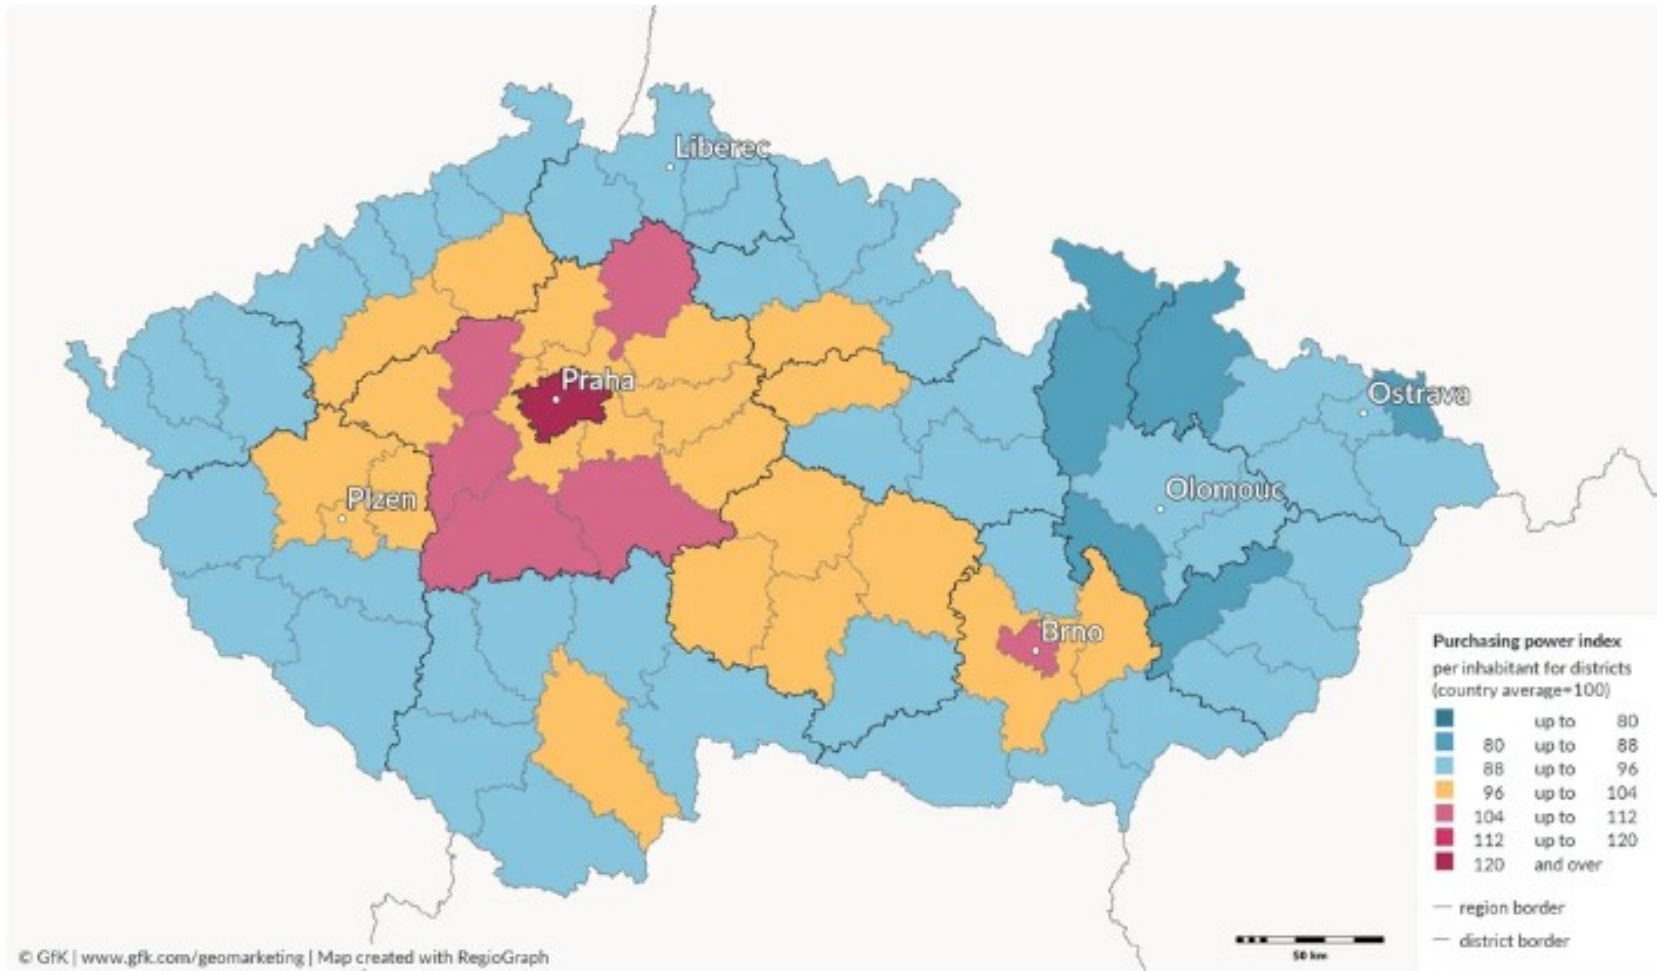 Liberec
Praha
Ostrava
Plzen
Olomouc
Brno
Purchasing power index
per inhabitant for districts
(country average=100)
up to 80
80 up to 88
88 up to 96
96 up to 104
104 up to 112
112 up to 120
120 and over
region border
district border
50 km
© GfK | www.gfk.com/geomarketing | Map created with RegioGraph